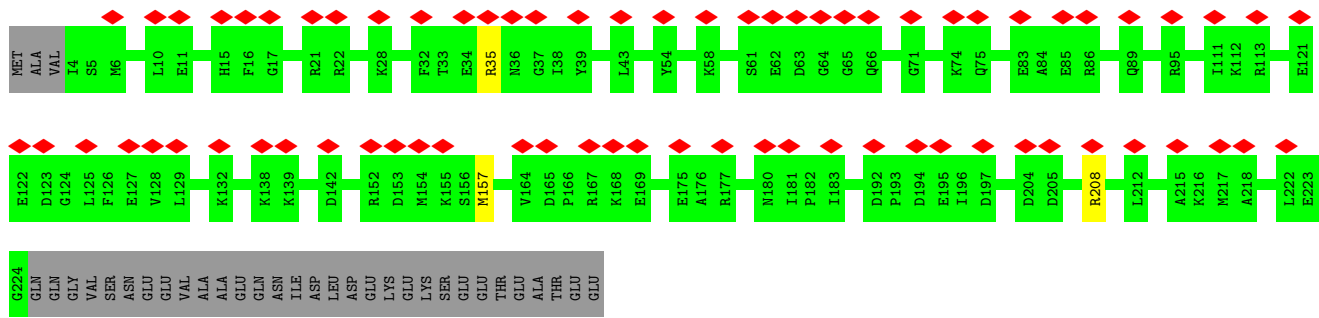 MET ALA VAL I4 S5 M6 L10 E11 H15 F16 G17 R21 R22 K28 F32 T33 E34 R35 N36 G37 I38 Y39 L43 Y54 K58 S61 E62 D63 G64 G65 Q66 G71 K74 Q75 E83 A84 E85 R86 Q89 R95 I111 K112 R113 E121
E122 D123 G124 L125 F126 E127 V128 L129 K132 K138 K139 D142 R152 D153 M154 K155 S156 M157 V164 D165 P166 R167 K168 E169 E175 A176 R177 N180 I181 P182 I183 D192 P193 D194 E195 I196 D197 D204 D205 R208 L212 A215 K216 M217 A218 L222 E223
G224 GLN GLN GLY VAL SER ASN GLU GLU VAL ALA ALA GLU GLN ASN ILE ASP LEU ASP GLU LYS GLU LYS SER GLU GLU THR GLU ALA THR GLU GLU